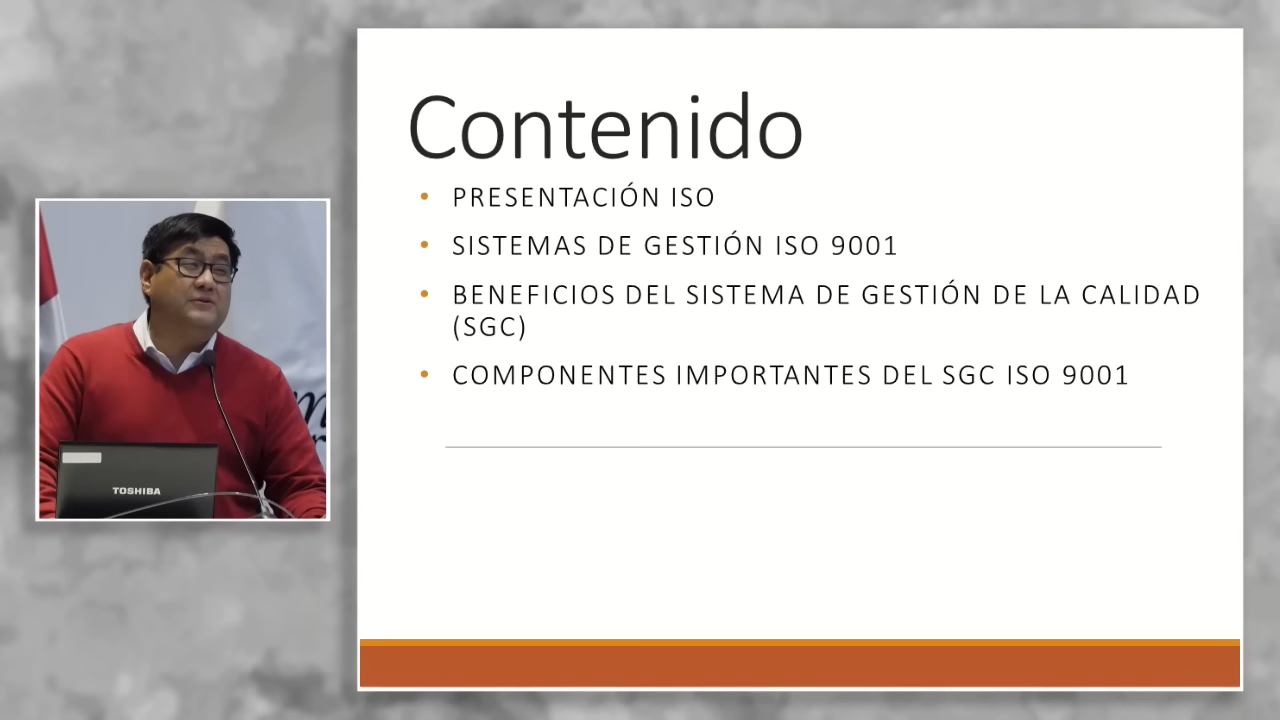 Contenido
• PRESENTACIÓN ISO
• SISTEMAS DE GESTIÓN ISO 9001
• BENEFICIOS DEL SISTEMA DE GESTIÓN DE LA CALIDAD
(SGC)
• COMPONENTES IMPORTANTES DEL SGC ISO 9001
TOSHIBA